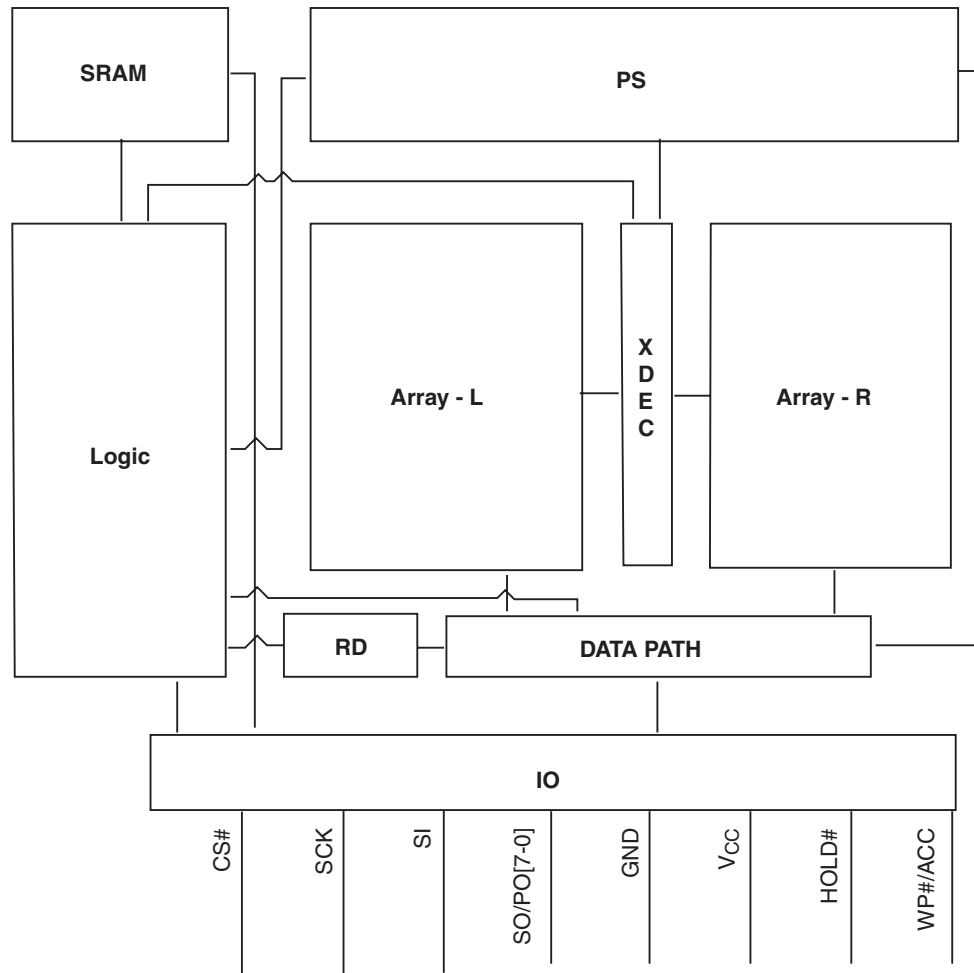 SRAM
PS
Logic
Array - L
X
D
E
C
Array - R
RD
DATA PATH
IO
CS#
SCK
SI
SO/PO[7-0]
GND
VCC
HOLD#
WP#/ACC